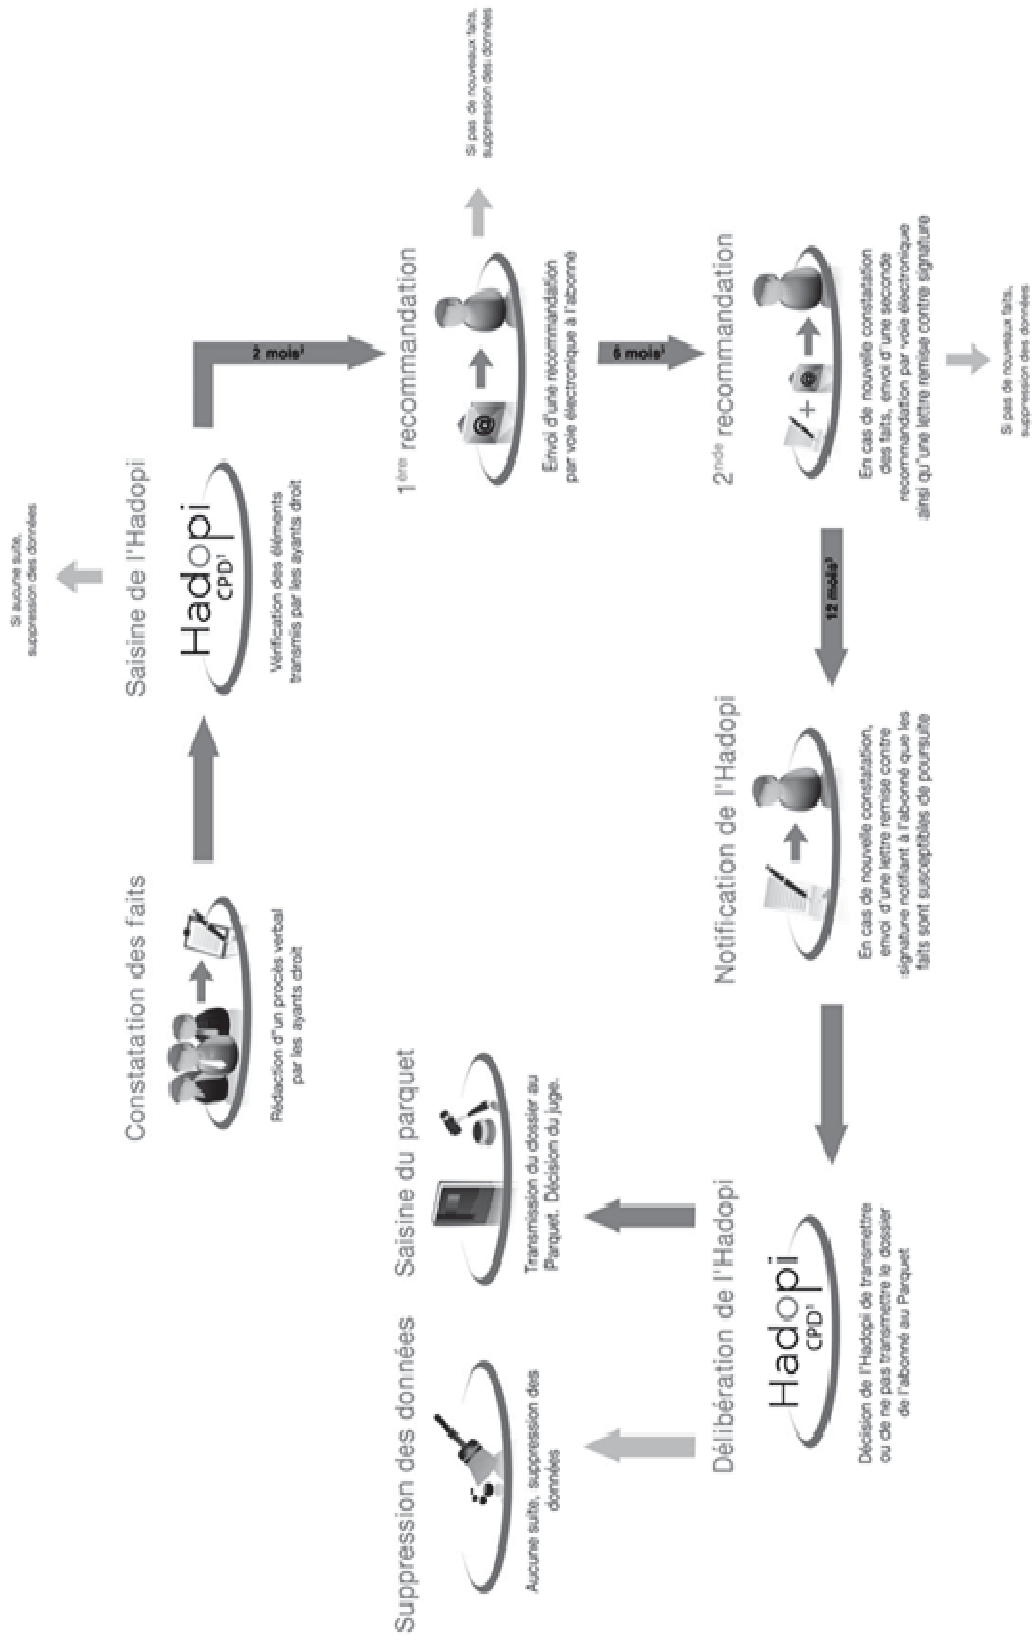 Constatation des faits
Rédaction d'un procès verbal
par les ayants droit
Saisine de l'Hadopi
Hadopi
CPD¹
Vérification des éléments
transmis par les ayants droit
Si aucune suite,
suppression des données
2 mois²
1ère recommandation
Envoi d'une recommandation
par voie électronique à l'abonné
Si pas de nouveaux faits,
suppression des données
6 mois³
2nde recommandation
En cas de nouvelle constatation
des faits, envoi d'une seconde
recommandation par voie électronique
ainsi qu'une lettre remise contre signature
Si pas de nouveaux faits,
suppression des données
12 mois³
Notification de l'Hadopi
En cas de nouvelle constatation,
envoi d'une lettre remise contre
signature notifiant à l'abonné que les
faits sont susceptibles de poursuite
Délibération de l'Hadopi
Hadopi
CPD¹
Décision de l'Hadopi de transmettre
ou de ne pas transmettre le dossier
de l'abonné au Parquet
Saisine du parquet
Transmission du dossier au
Parquet. Décision du juge.
Suppression des données
Aucune suite, suppression des
données